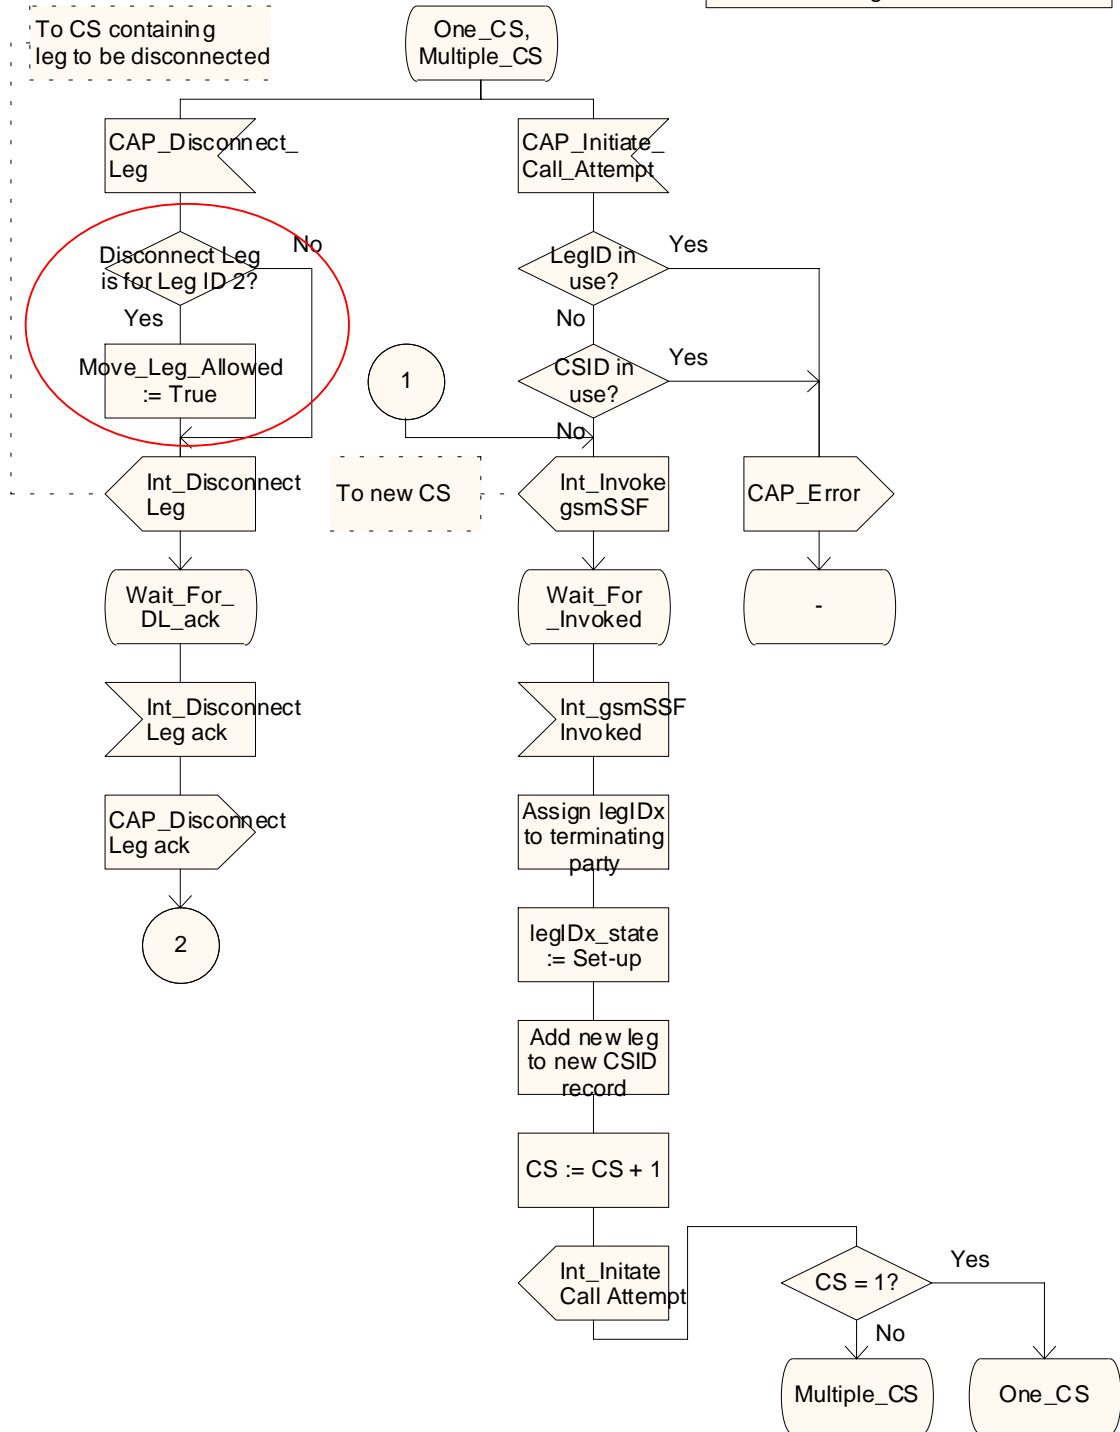 To CS containing
leg to be disconnected
One_CS,
Multiple_CS
CAP_Disconnect_
Leg
CAP_Initiate_
Call_Attempt
Disconnect Leg
is for Leg ID 2?
No
Yes
LegID in
use?
Yes
No
Move_Leg_Allowed
:= True
1
CSID in
use?
Yes
No
Int_Disconnect
Leg
To new CS
Int_Invoke
gsmSSF
CAP_Error
Wait_For_
DL_ack
Wait_For
_Invoked
-
Int_Disconnect
Leg ack
Int_gsmSSF
Invoked
CAP_Disconnect
Leg ack
Assign legIDx
to terminating
party
2
legIDx_state
:= Set-up
Add new leg
to new CSID
record
CS := CS + 1
Int_Initate
Call Attempt
CS = 1?
Yes
No
Multiple_CS
One_CS